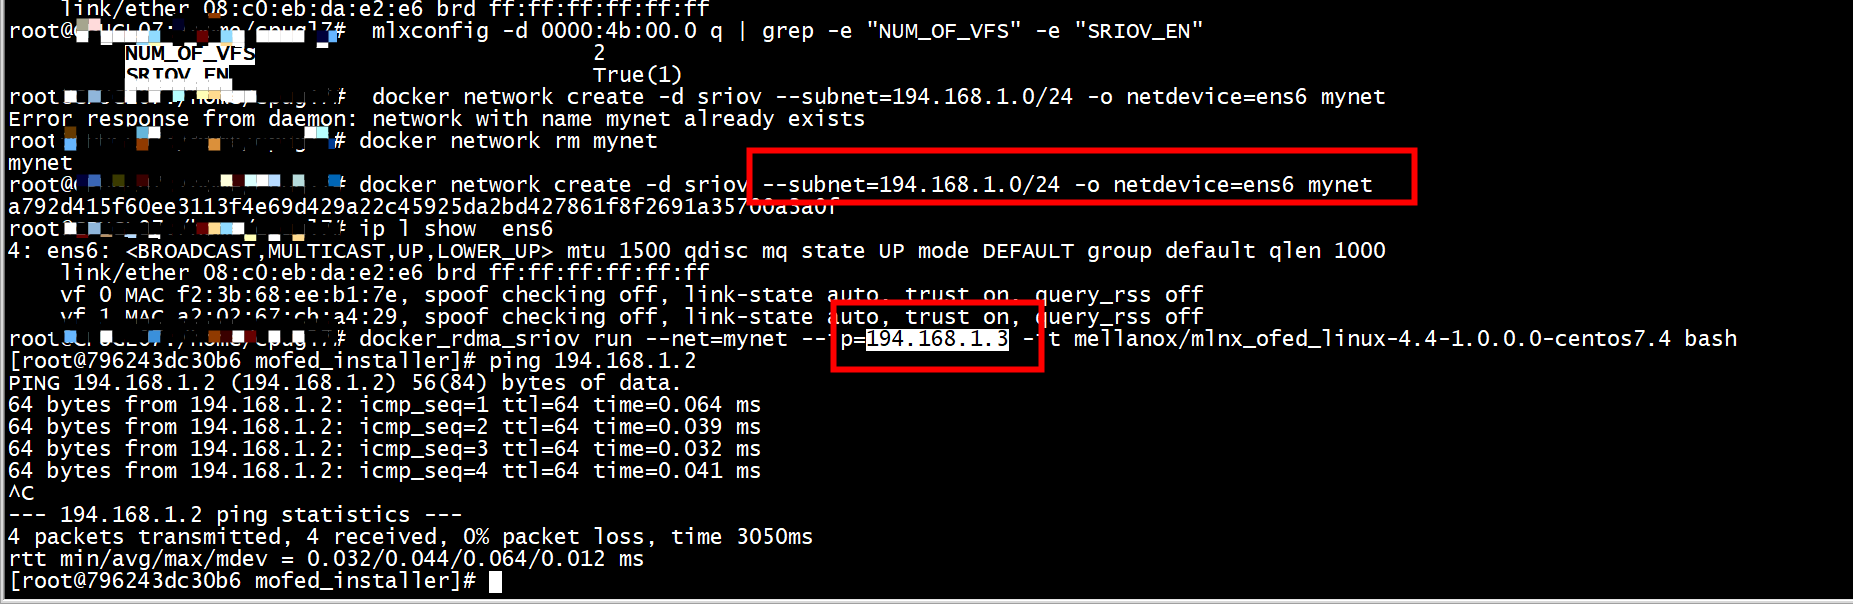 link/ether 08:c0:eb:da:e2:e6 brd ff:ff:ff:ff:ff:ff
root@ # mlxconfig -d 0000:4b:00.0 q | grep -e "NUM_OF_VFS" -e "SRIOV_EN"
NUM_OF_VFS 2
SRIOV_EN True(1)
root # docker network create -d sriov --subnet=194.168.1.0/24 -o netdevice=ens6 mynet
Error response from daemon: network with name mynet already exists
root # docker network rm mynet
mynet
root@ # docker network create -d sriov --subnet=194.168.1.0/24 -o netdevice=ens6 mynet
a792d415f60ee3113f4e69d429a22c45925da2bd427861f8f2691a35700a3a0f
root # ip l show ens6
4: ens6: <BROADCAST,MULTICAST,UP,LOWER_UP> mtu 1500 qdisc mq state UP mode DEFAULT group default qlen 1000
link/ether 08:c0:eb:da:e2:e6 brd ff:ff:ff:ff:ff:ff
vf 0 MAC f2:3b:68:ee:b1:7e, spoof checking off, link-state auto, trust on, query_rss off
vf 1 MAC a2:02:67:cb:a4:29, spoof checking off, link-state auto, trust on, query_rss off
root # docker_rdma_sriov run --net=mynet --ip=194.168.1.3 -it mellanox/mlnx_ofed_linux-4.4-1.0.0.0-centos7.4 bash
[root@796243dc30b6 mofed_installer]# ping 194.168.1.2
PING 194.168.1.2 (194.168.1.2) 56(84) bytes of data.
64 bytes from 194.168.1.2: icmp_seq=1 ttl=64 time=0.064 ms
64 bytes from 194.168.1.2: icmp_seq=2 ttl=64 time=0.039 ms
64 bytes from 194.168.1.2: icmp_seq=3 ttl=64 time=0.032 ms
64 bytes from 194.168.1.2: icmp_seq=4 ttl=64 time=0.041 ms
^C
--- 194.168.1.2 ping statistics ---
4 packets transmitted, 4 received, 0% packet loss, time 3050ms
rtt min/avg/max/mdev = 0.032/0.044/0.064/0.012 ms
[root@796243dc30b6 mofed_installer]#